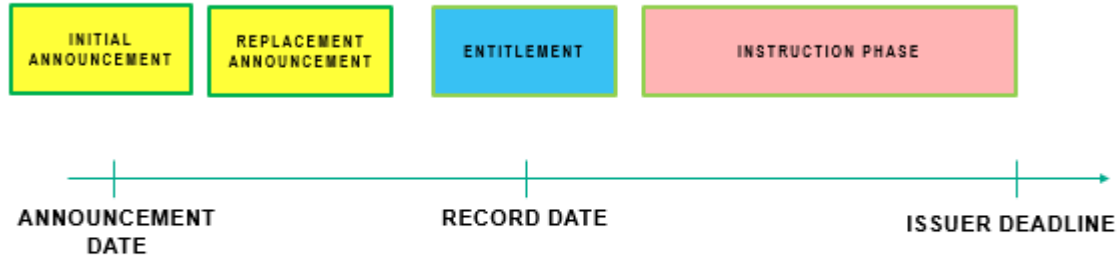 INITIAL
ANNOUNCEMENT
REPLACEMENT
ANNOUNCEMENT
ENTITLEMENT
INSTRUCTION PHASE
ANNOUNCEMENT
DATE
RECORD DATE
ISSUER DEADLINE